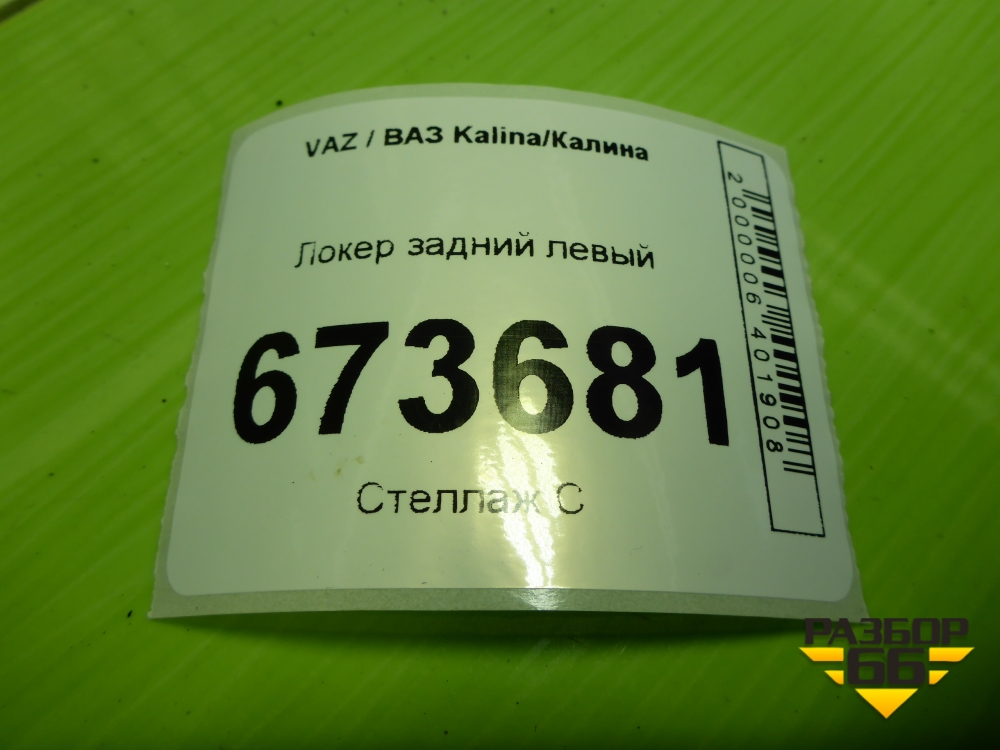 VAZ / ВАЗ Kalina/Калина
Локер задний левый
673681
Стеллаж С
2000006401908
РАЗБОР
66